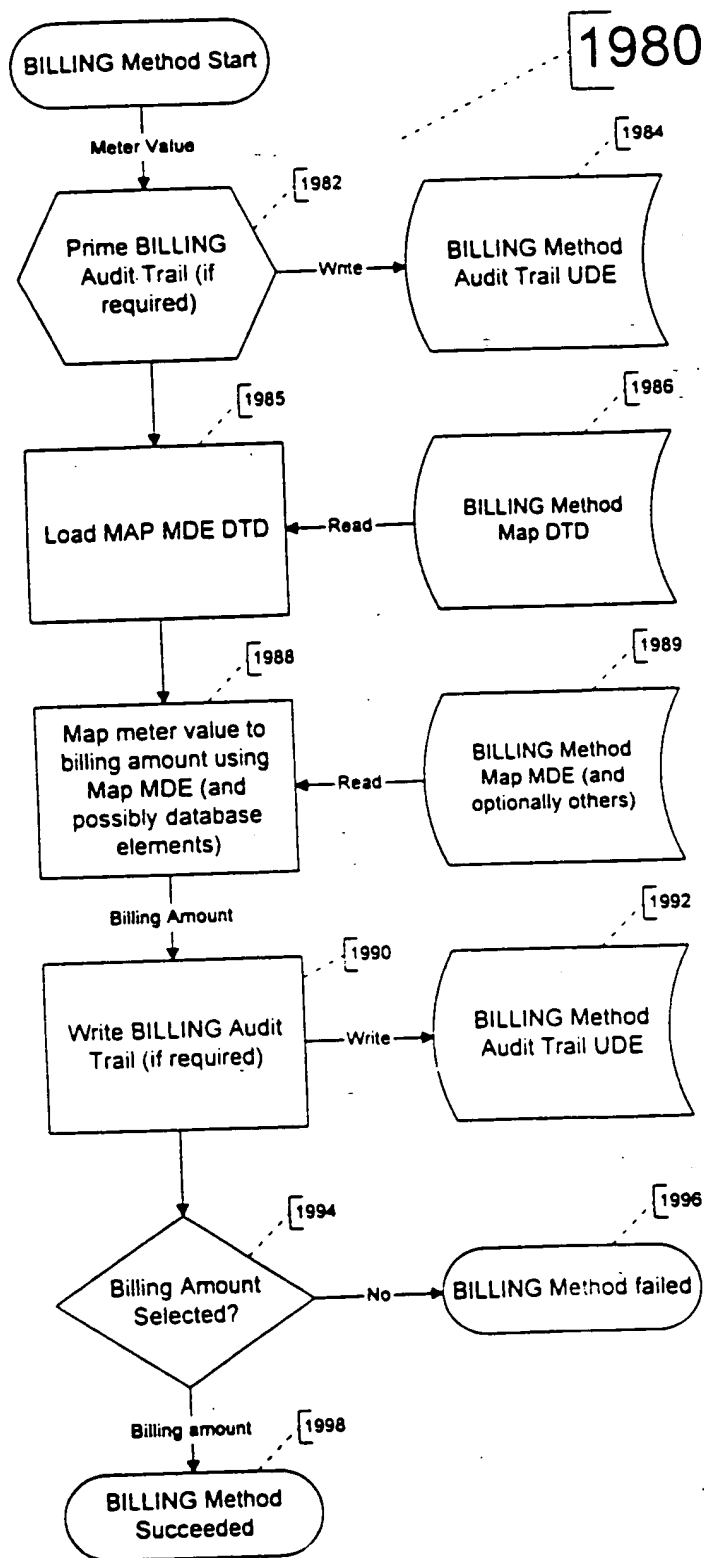 1980
BILLING Method Start
Meter Value
1982
1984
Prime BILLING
Audit Trail (if
required)
Write
BILLING Method
Audit Trail UDE
1985
1986
Load MAP MDE DTD
Read
BILLING Method
Map DTD
1988
1989
Map meter value to
billing amount using
Map MDE (and
possibly database
elements)
Read
BILLING Method
Map MDE (and
optionally others)
Billing Amount
1990
1992
Write BILLING Audit
Trail (if required)
Write
BILLING Method
Audit Trail UDE
1994
1996
Billing Amount
Selected?
No
BILLING Method failed
Billing amount
1998
BILLING Method
Succeeded